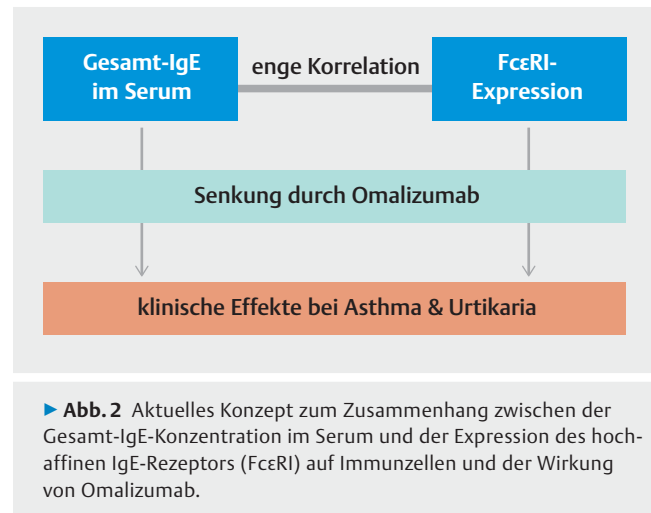 Gesamt-IgE
im Serum
enge Korrelation
FcεRI-
Expression
Senkung durch Omalizumab
klinische Effekte bei Asthma & Urtikaria
▶ Abb. 2 Aktuelles Konzept zum Zusammenhang zwischen der
Gesamt-IgE-Konzentration im Serum und der Expression des hoch-
affinen IgE-Rezeptors (FcεRI) auf Immunzellen und der Wirkung
von Omalizumab.